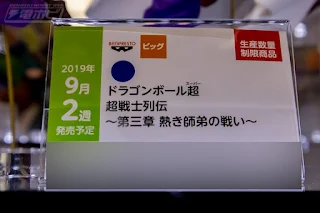 電ホビ
BANPRESTO
ビッグ
生産数量
制限商品
2019年
9月
2週
発売予定
スーパー
ドラゴンボール超
超戦士列伝
～第三章 熱き師弟の戦い～